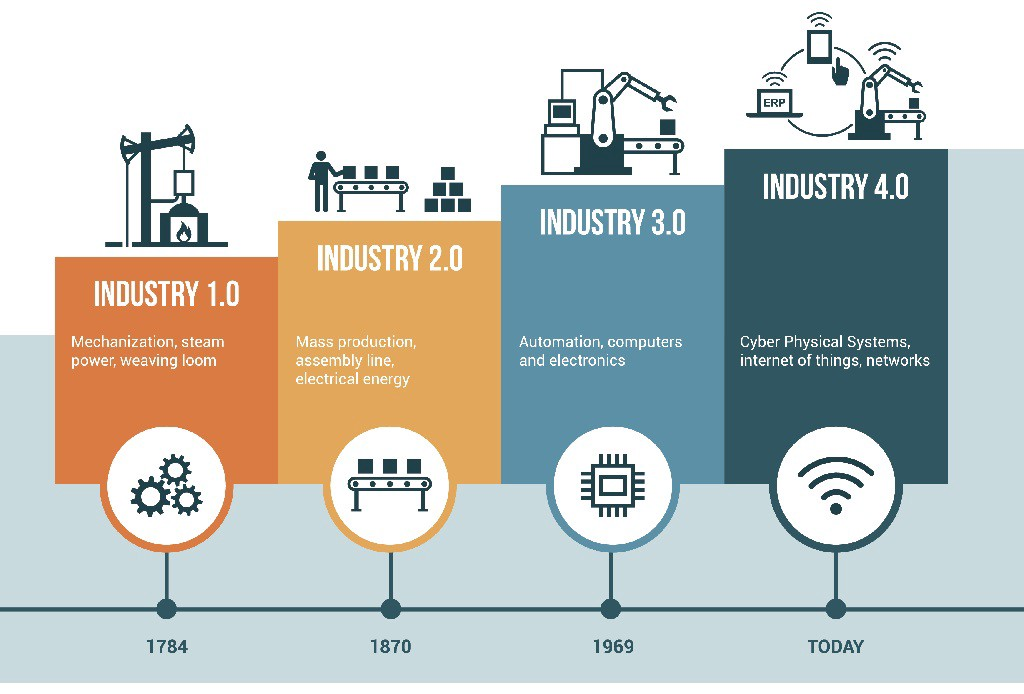 ERP
INDUSTRY 4.0
INDUSTRY 3.0
INDUSTRY 2.0
INDUSTRY 1.0
Mechanization, steam
power, weaving loom
Mass production,
assembly line,
electrical energy
Automation, computers
and electronics
Cyber Physical Systems,
internet of things, networks
1784
1870
1969
TODAY